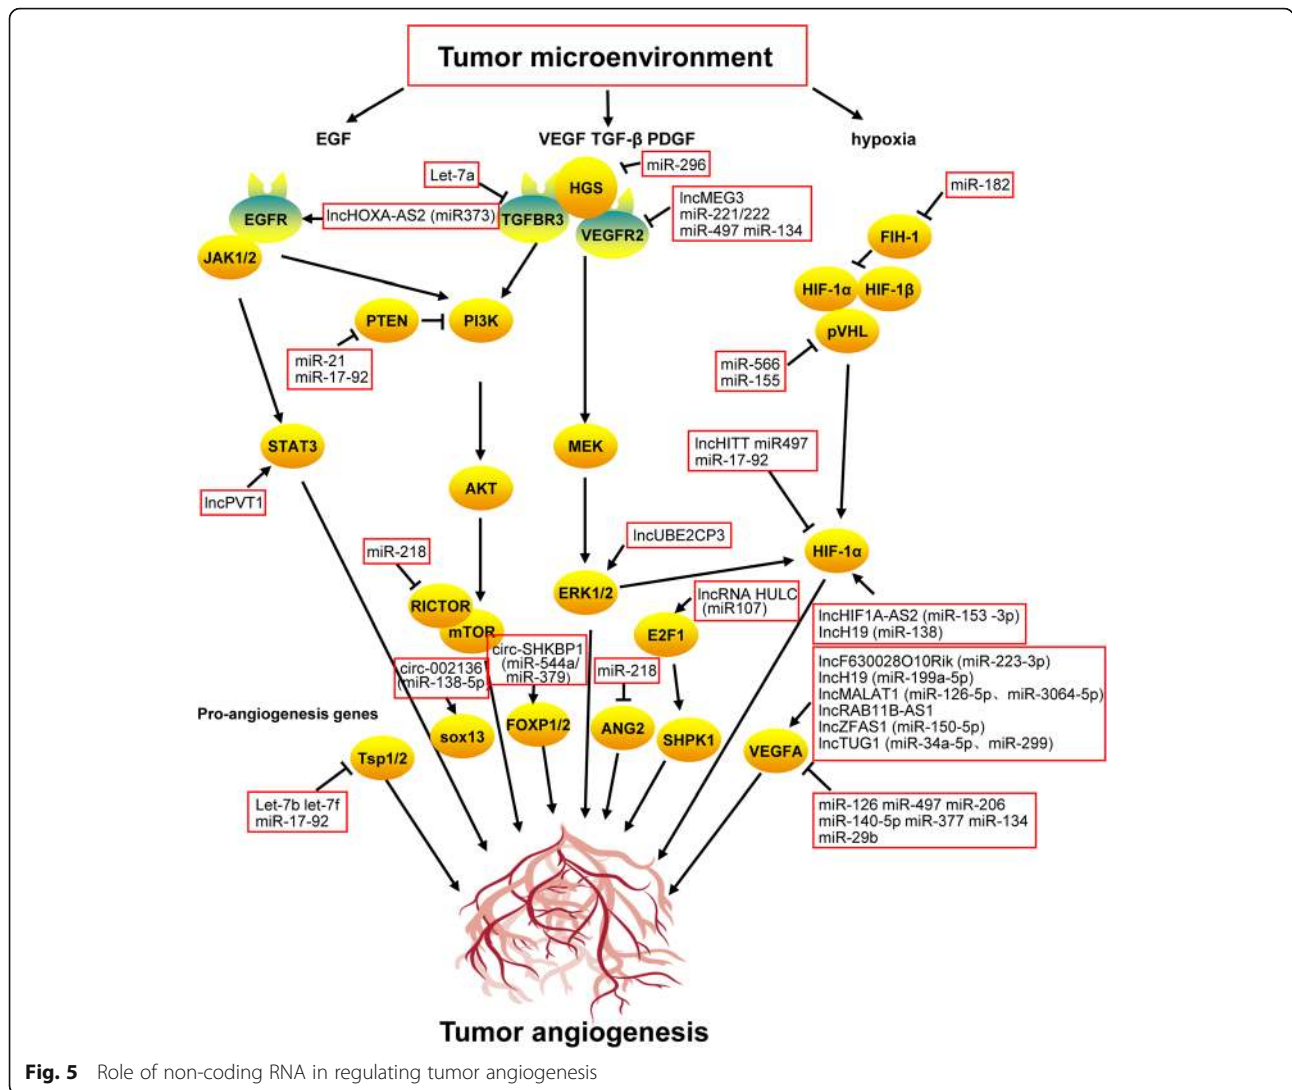 Tumor microenvironment
EGF
VEGF TGF-β PDGF
hypoxia
miR-296
Let-7a
HGS
miR-182
lncMEG3
miR-221/222
miR-497 miR-134
EGFR
lncHOXA-AS2 (miR373)
TGFBR3
VEGFR2
FIH-1
JAK1/2
HIF-1α
HIF-1β
PTEN
PI3K
pVHL
miR-21
miR-17-92
miR-566
miR-155
STAT3
MEK
lncHITT miR497
miR-17-92
AKT
lncPVT1
lncUBE2CP3
miR-218
HIF-1α
RICTOR
ERK1/2
lncRNA HULC
(miR107)
lncHIF1A-AS2 (miR-153 -3p)
lncH19 (miR-138)
mTOR
E2F1
circ-SHKBP1
(miR-544a/
miR-379)
circ-002136
(miR-138-5p)
miR-218
lncF630028O10Rik (miR-223-3p)
lncH19 (miR-199a-5p)
lncMALAT1 (miR-126-5p、miR-3064-5p)
lncRAB11B-AS1
lncZFAS1 (miR-150-5p)
lncTUG1 (miR-34a-5p、miR-299)
Pro-angiogenesis genes
sox13
FOXP1/2
ANG2
SHPK1
VEGFA
Tsp1/2
Let-7b let-7f
miR-17-92
miR-126 miR-497 miR-206
miR-140-5p miR-377 miR-134
miR-29b
Tumor angiogenesis
Fig. 5 Role of non-coding RNA in regulating tumor angiogenesis